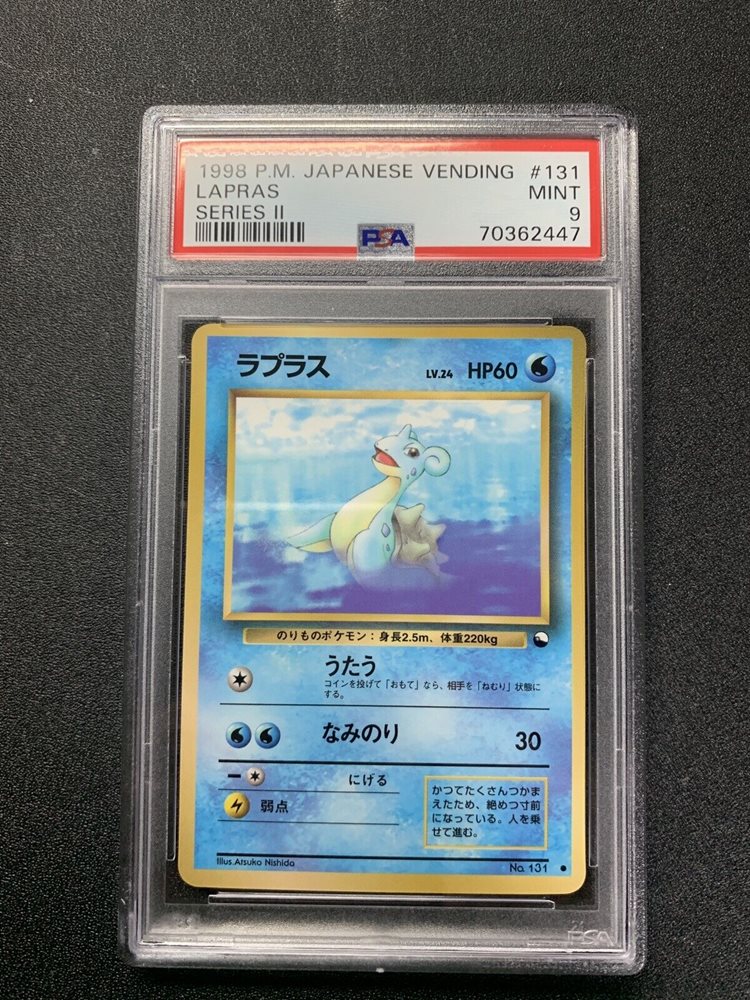 1998 P.M. JAPANESE VENDING #131
LAPRAS MINT
SERIES II 9
PSA 70362447
ラプラス LV.24 HP60
のりものポケモン：身長2.5m、体重220kg
うたう
コインを投げて「おもて」なら、相手を「ねむり」状態に
する。
なみのり 30
にげる
弱点
かつてたくさんつかま
えたため、絶めつ寸前
になっている。人を乗
せて進む。
Illus.Atsuko Nishida No. 131 ●
PSA